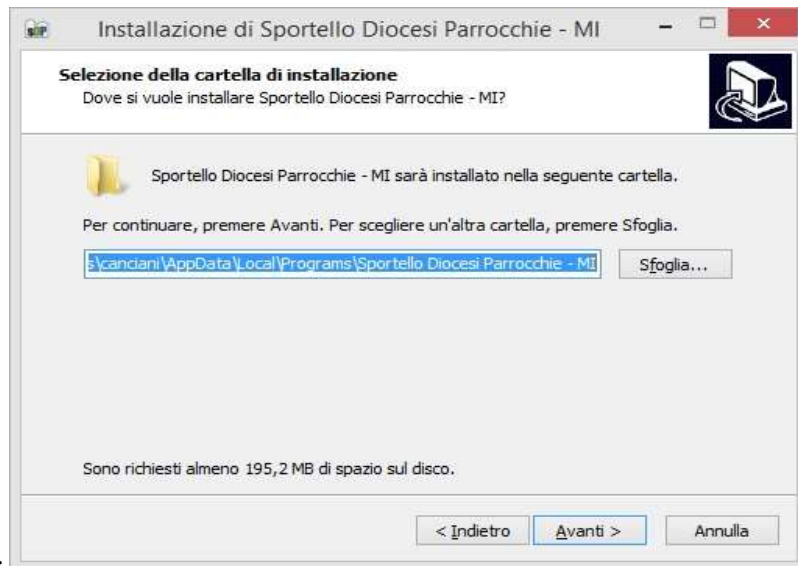 Installazione di Sportello Diocesi Parrocchie - MI
Selezione della cartella di installazione
Dove si vuole installare Sportello Diocesi Parrocchie - MI?
Sportello Diocesi Parrocchie - MI sarà installato nella seguente cartella.
Per continuare, premere Avanti. Per scegliere un'altra cartella, premere Sfoglia.
s\canciani\AppData\Local\Programs\Sportello Diocesi Parrocchie - MI Sfoglia...
Sono richiesti almeno 195,2 MB di spazio sul disco.
< Indietro Avanti > Annulla